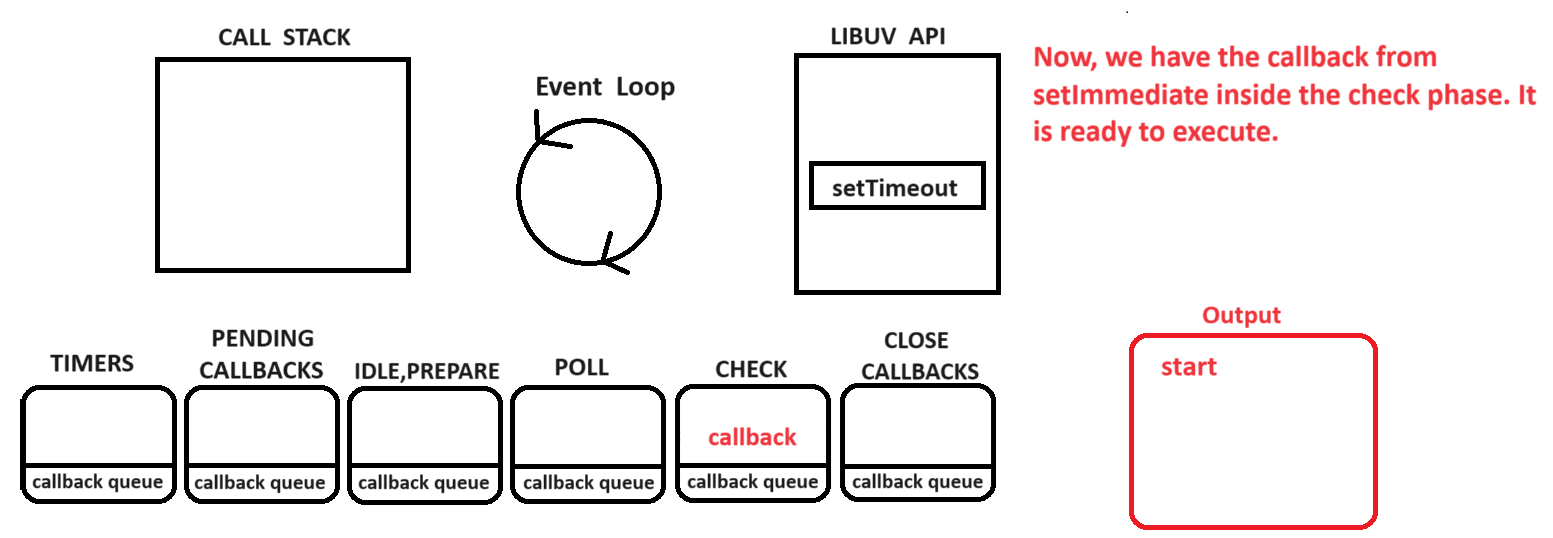 CALL STACK
Event Loop
LIBUV API
setTimeout
Now, we have the callback from
setImmediate inside the check phase. It
is ready to execute.
TIMERS
PENDING
CALLBACKS
IDLE,PREPARE
POLL
CHECK
CLOSE
CALLBACKS
callback
callback queue
callback queue
callback queue
callback queue
callback queue
callback queue
Output
start